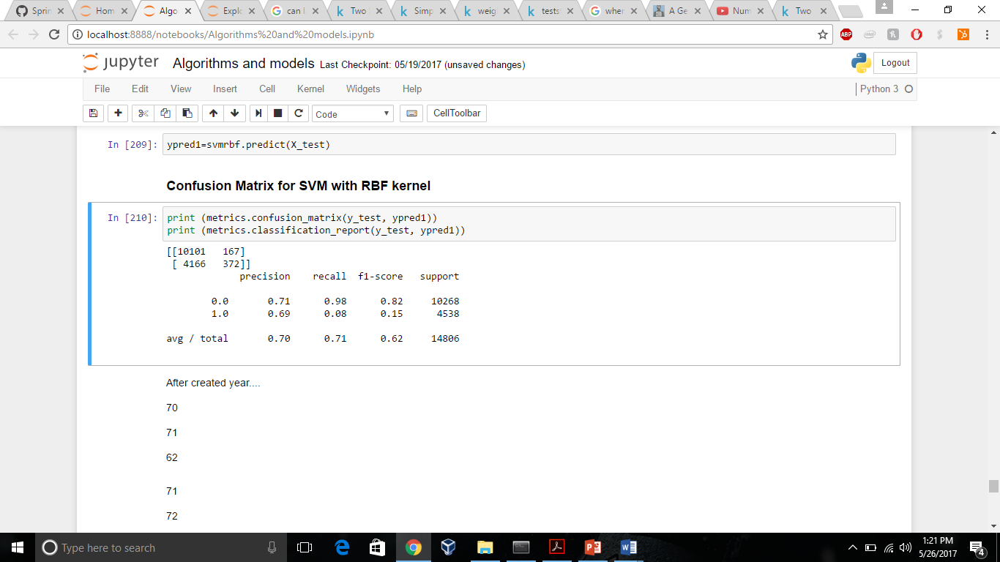 Sprin
Hom
Algo
Explo
can l
Two
Simp
weig
tests
wher
A Ge
Num
Two
localhost:8888/notebooks/Algorithms%20and%20models.ipynb
ABP
jupyter Algorithms and models Last Checkpoint: 05/19/2017 (unsaved changes)
Logout
File Edit View Insert Cell Kernel Widgets Help
Python 3
Code
CellToolbar
In [209]: ypred1=svmrbf.predict(X_test)
Confusion Matrix for SVM with RBF kernel
In [210]: print (metrics.confusion_matrix(y_test, ypred1))
print (metrics.classification_report(y_test, ypred1))
[[10101   167]
 [ 4166   372]]
             precision    recall  f1-score   support

        0.0       0.71      0.98      0.82     10268
        1.0       0.69      0.08      0.15      4538

avg / total       0.70      0.71      0.62     14806
After created year....
70
71
62
71
72
Type here to search
1:21 PM
5/26/2017
4